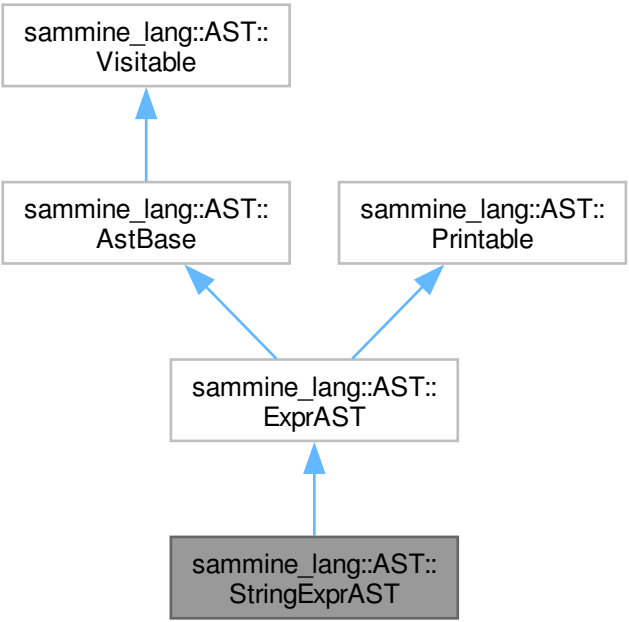 sammine_lang::AST::
Visitable
sammine_lang::AST::
AstBase
sammine_lang::AST::
Printable
sammine_lang::AST::
ExprAST
sammine_lang::AST::
StringExprAST